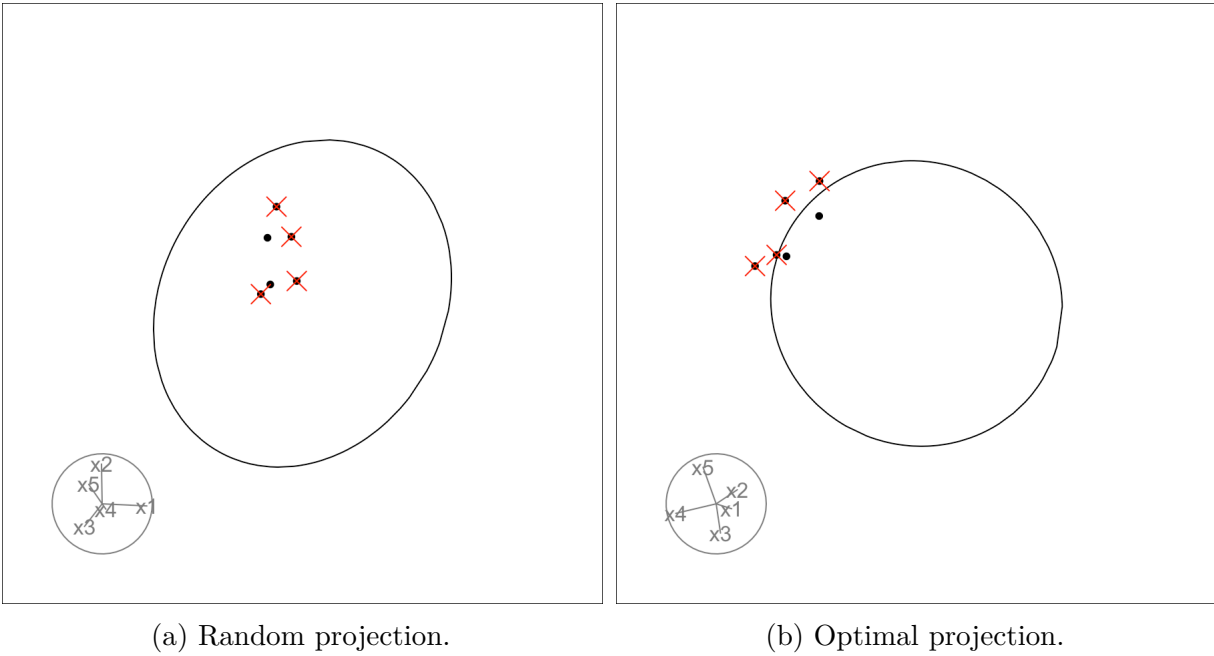 x2
x5
x1
x4
x3
x5
x2
x4
x1
x3
(a) Random projection.
(b) Optimal projection.